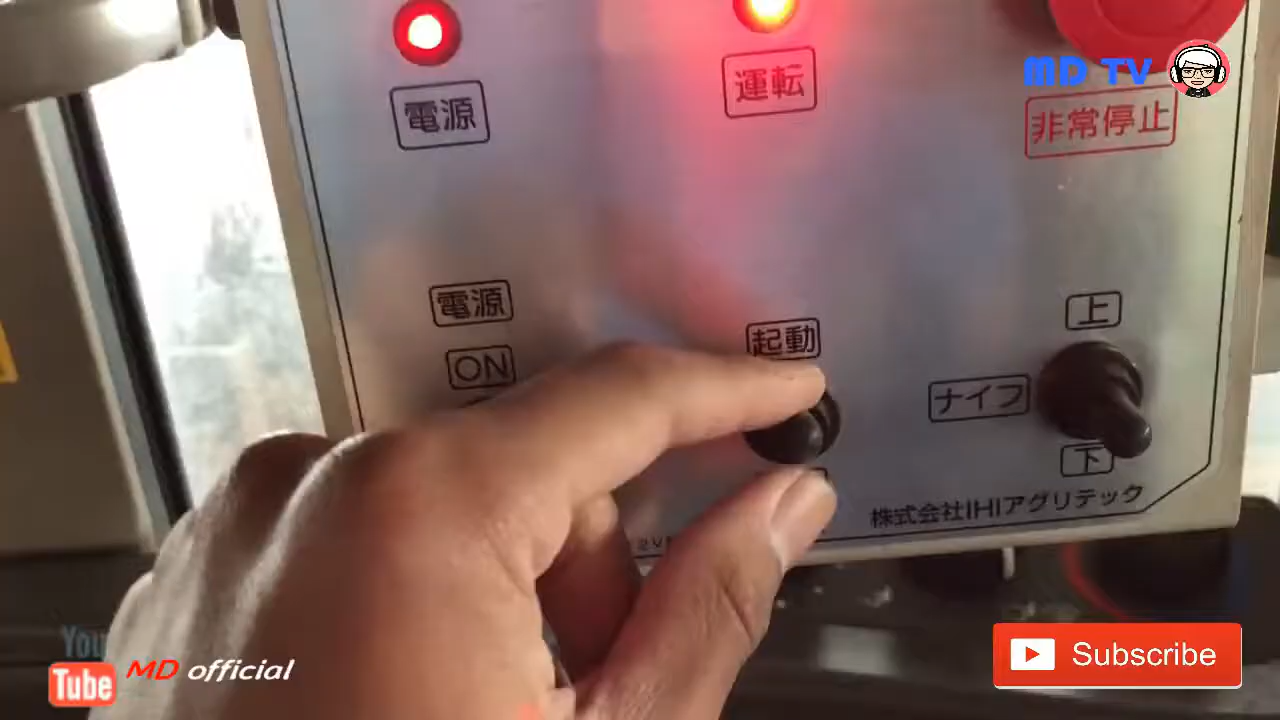 MD TV
電源
運転
非常停止
電源
ON
起動
上
ナイフ
下
株式会社IHIアグリテック
You
Tube
MD official
Subscribe